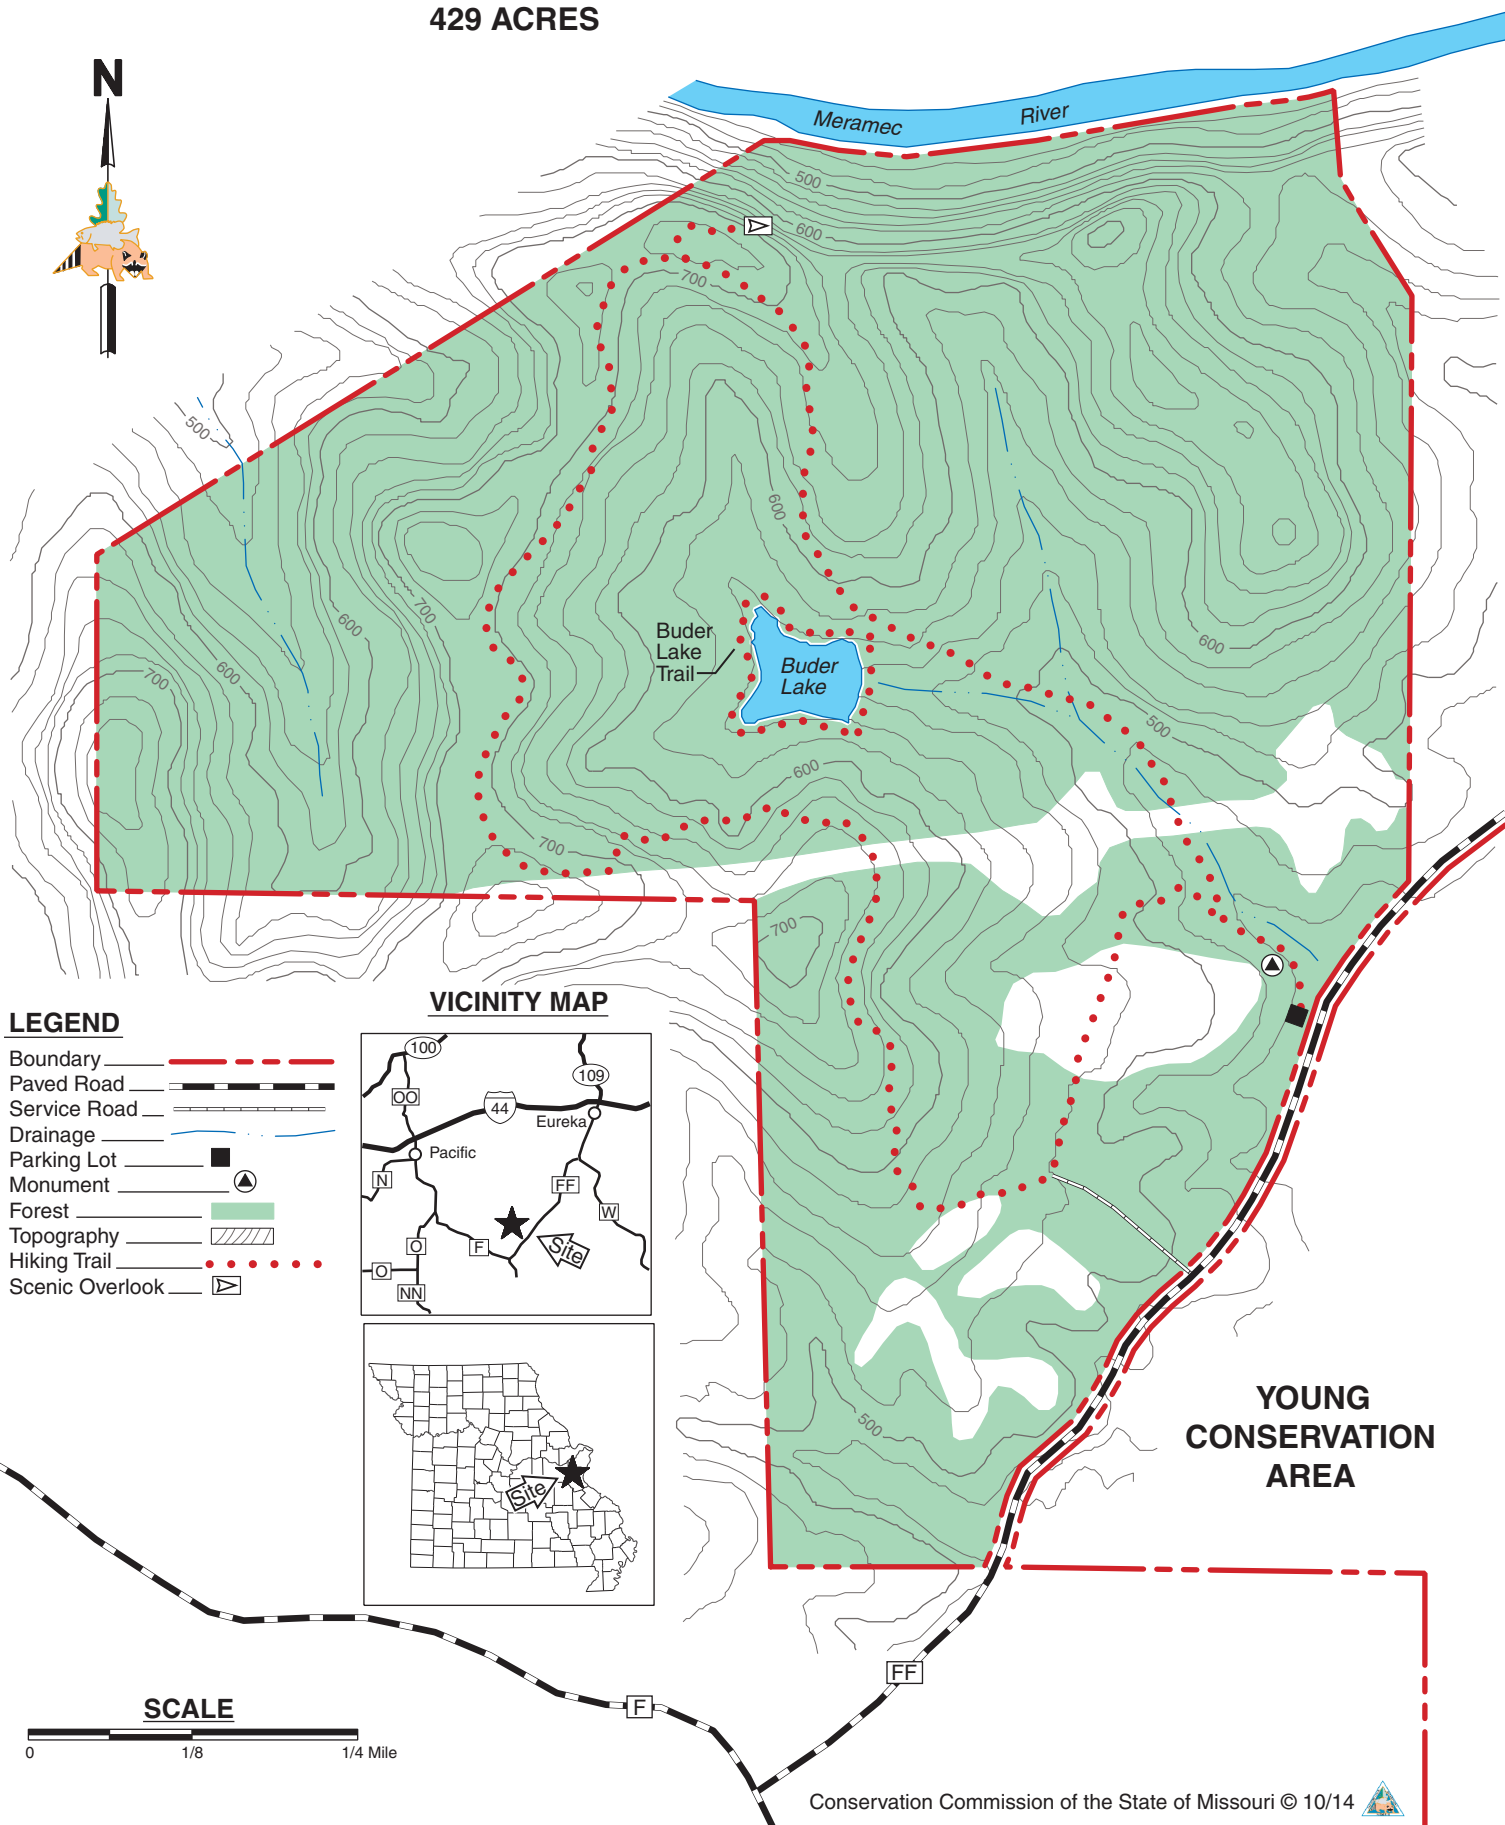 429 ACRES
N
Meramec
River
500
600
700
500
600
Buder
Lake
Trail
Buder
Lake
700
600
600
700
600
500
600
700
700
500
LEGEND
Boundary
Paved Road
Service Road
Drainage
Parking Lot
Monument
Forest
Topography
Hiking Trail
Scenic Overlook
VICINITY MAP
100
109
OO
44
Eureka
Pacific
N
FF
W
O
F
Site
O
NN
Site
YOUNG
CONSERVATION
AREA
FF
F
SCALE
0 1/8 1/4 Mile
Conservation Commission of the State of Missouri © 10/14